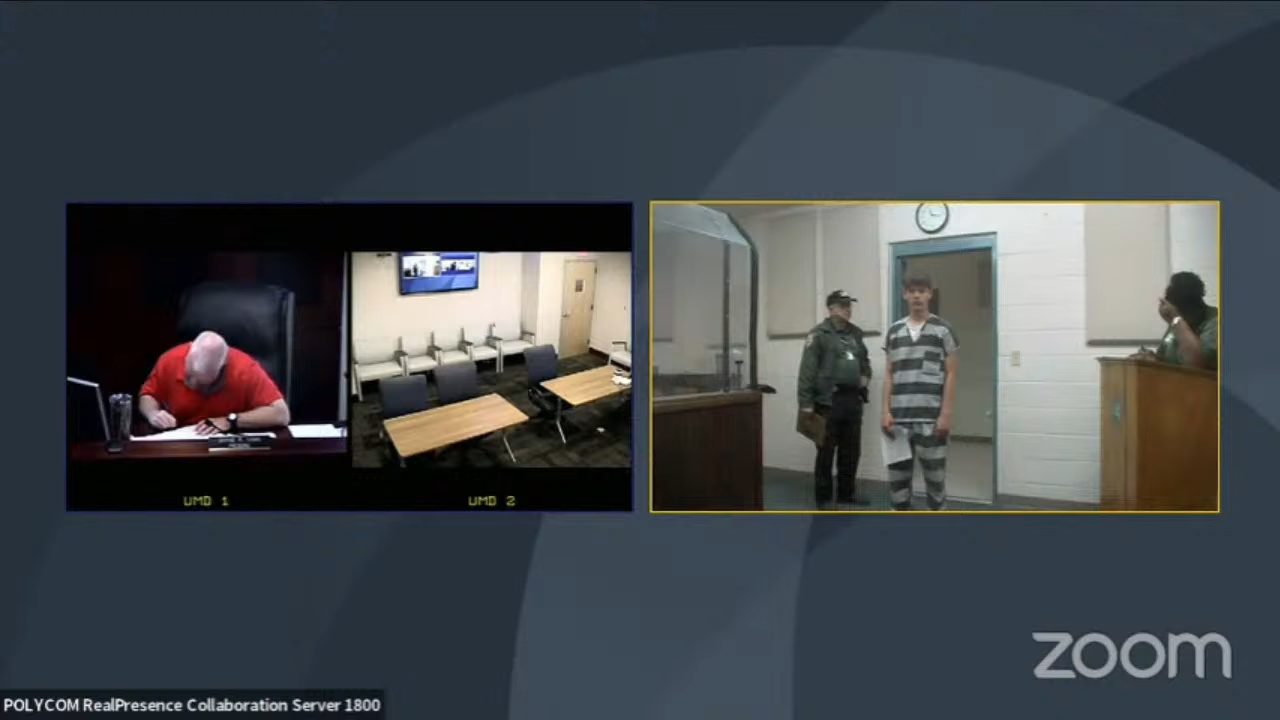 UMD 1
UMD 2
zoom
POLYCOM RealPresence Collaboration Server 1800